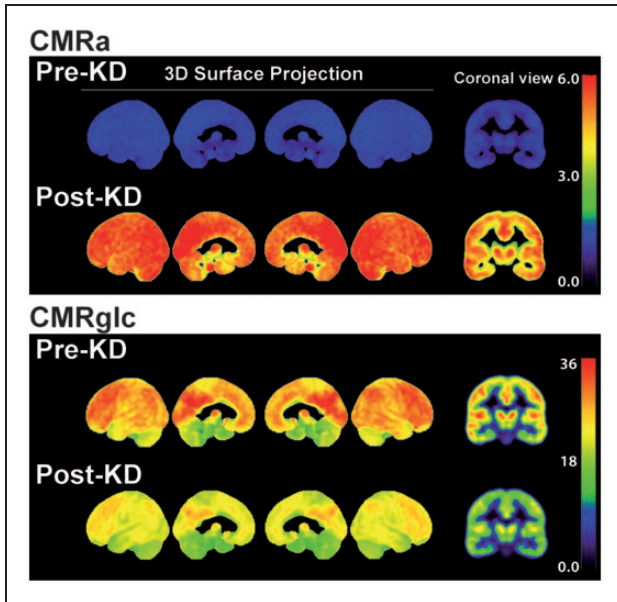 CMRa
Pre-KD 3D Surface Projection Coronal view 6.0
3.0
Post-KD
0.0
CMRglc
Pre-KD
36
18
Post-KD
0.0